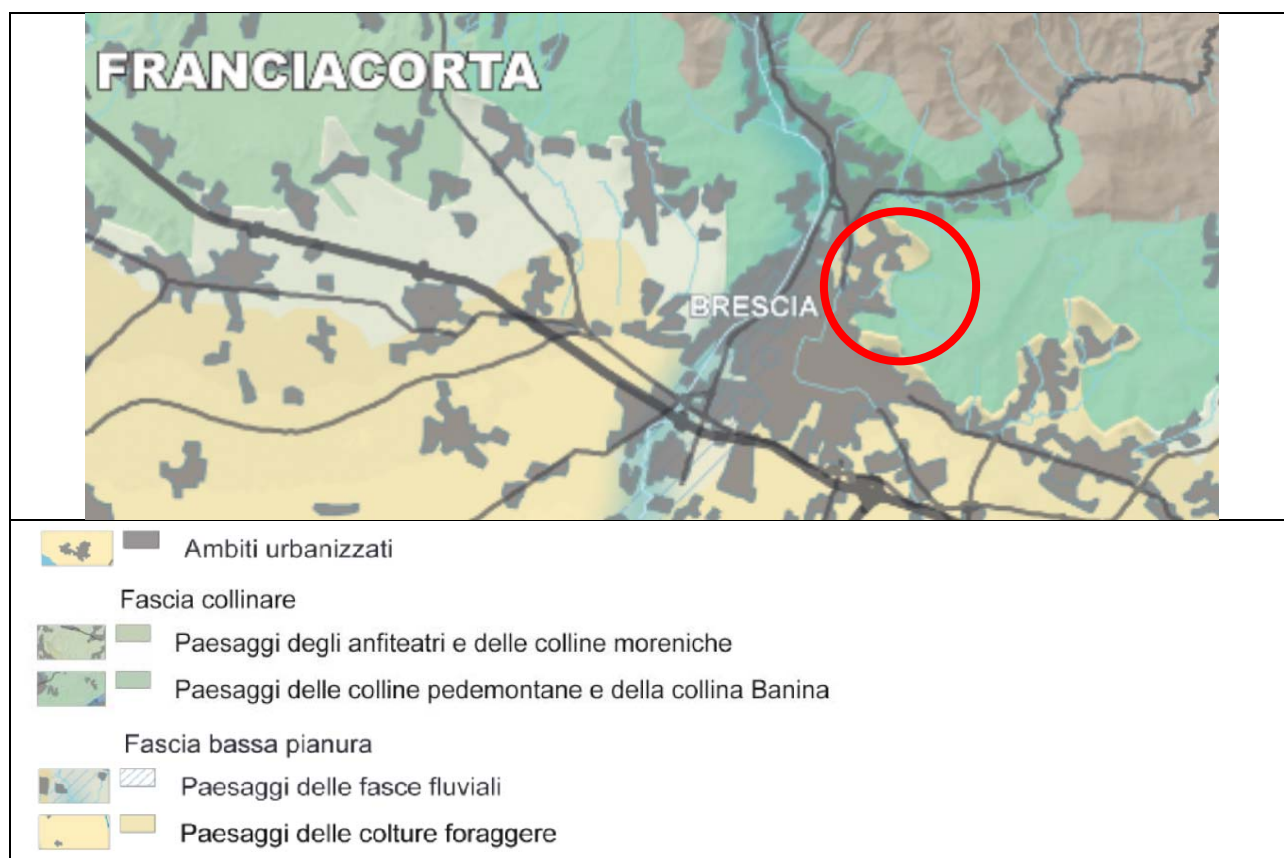 FRANCIACORTA
BRESCIA
Ambiti urbanizzati
Fascia collinare
Paesaggi degli anfiteatri e delle colline moreniche
Paesaggi delle colline pedemontane e della collina Banina
Fascia bassa pianura
Paesaggi delle fasce fluviali
Paesaggi delle colture foraggere